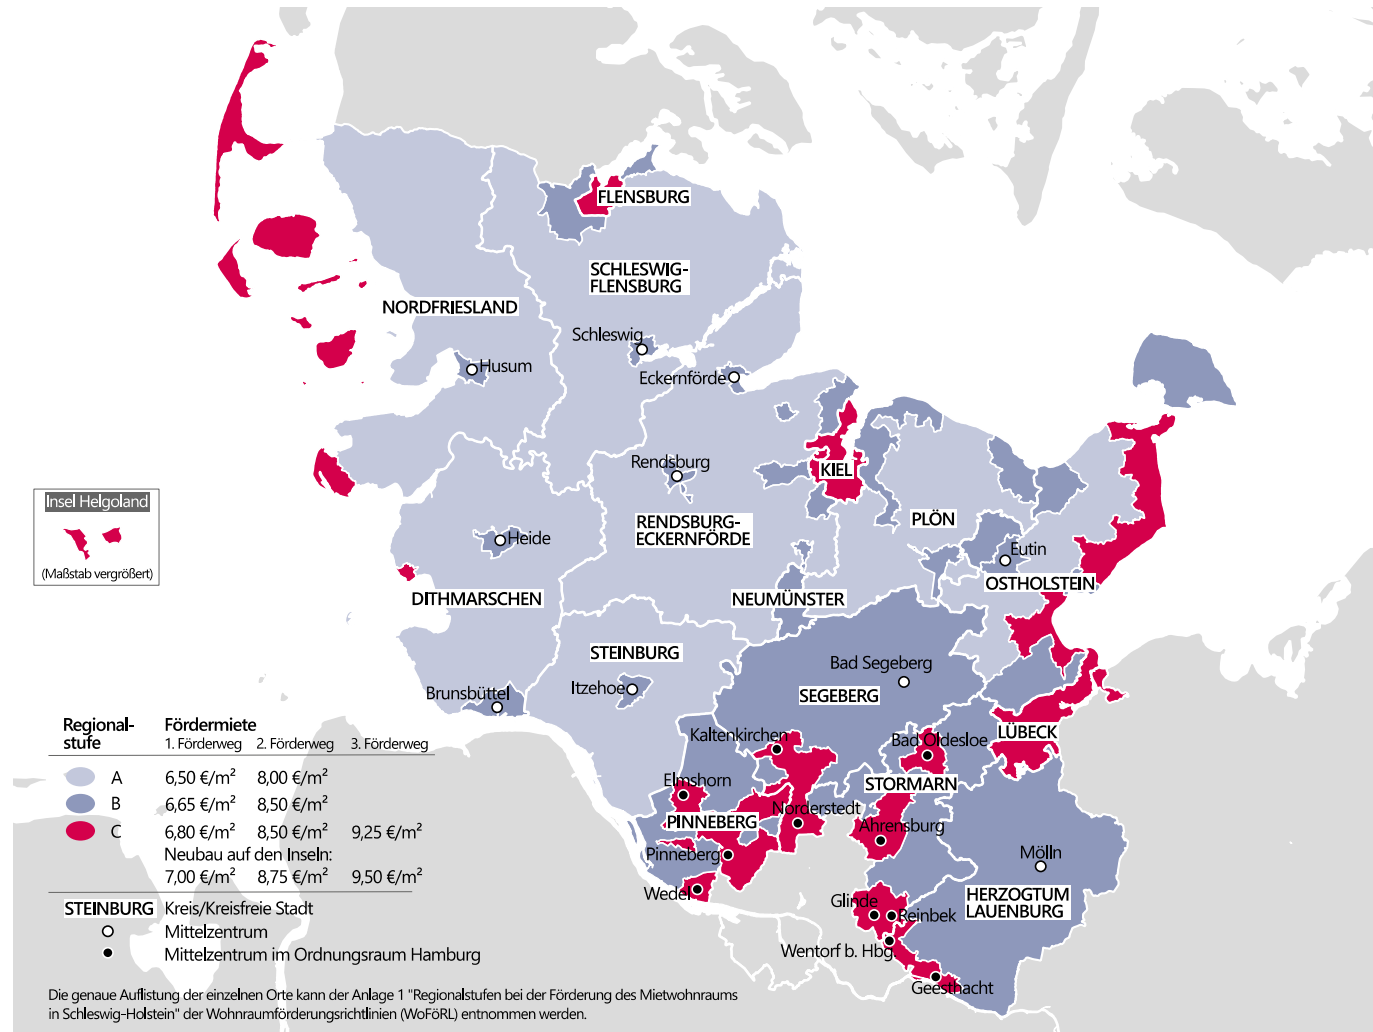 FLENSBURG
SCHLESWIG-
FLENSBURG
NORDFRIESLAND
Schleswig
Husum
Eckernförde
Rendsburg
KIEL
Insel Helgoland
(Maßstab vergrößert)
RENDSBURG-
ECKERNFÖRDE
PLÖN
Heide
Eutin
OSTHOLSTEIN
DITHMARSCHEN
NEUMÜNSTER
STEINBURG
Bad Segeberg
Itzehoe
SEGEBERG
Brunsbüttel
LÜBECK
Kaltenkirchen
Bad Oldesloe
Elmshorn
STORMARN
Norderstedt
PINNEBERG
Ahrensburg
Pinneberg
Mölln
Wedel
Glinde
Reinbek
HERZOGTUM
LAUENBURG
Wentorf b. Hbg.
Geesthacht
Regional- Fördermiete
stufe 1. Förderweg 2. Förderweg 3. Förderweg
A 6,50 €/m² 8,00 €/m²
B 6,65 €/m² 8,50 €/m²
C 6,80 €/m² 8,50 €/m² 9,25 €/m²
Neubau auf den Inseln:
7,00 €/m² 8,75 €/m² 9,50 €/m²
STEINBURG Kreis/Kreisfreie Stadt
Mittelzentrum
Mittelzentrum im Ordnungsraum Hamburg
Die genaue Auflistung der einzelnen Orte kann der Anlage 1 "Regionalstufen bei der Förderung des Mietwohnraums
in Schleswig-Holstein" der Wohnraumförderungsrichtlinien (WoFöRL) entnommen werden.